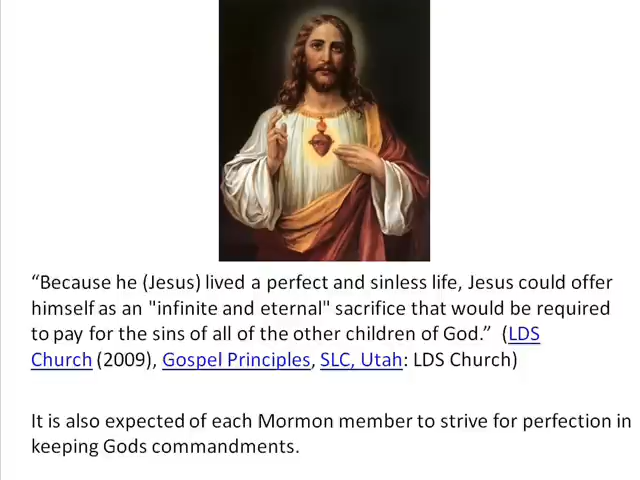 “Because he (Jesus) lived a perfect and sinless life, Jesus could offer
himself as an "infinite and eternal" sacrifice that would be required
to pay for the sins of all of the other children of God.” (LDS
Church (2009), Gospel Principles, SLC, Utah: LDS Church)
It is also expected of each Mormon member to strive for perfection in
keeping Gods commandments.